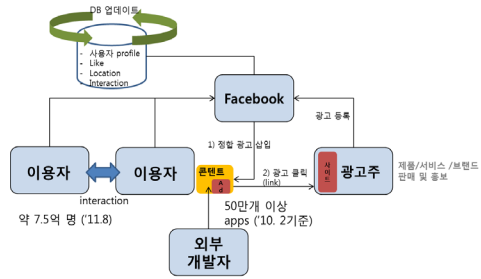 DB 업데이트
- 사용자 profile
- Like
- Location
- Interaction
Facebook
광고 등록
1) 정합 광고 삽입
이용자
이용자
콘텐트
Ad
2) 광고 클릭
(link)
사이트
광고주
제품/서비스 /브랜드
판매 및 홍보
interaction
약 7.5억 명 ('11.8)
50만개 이상
apps ('10. 2기준)
외부
개발자